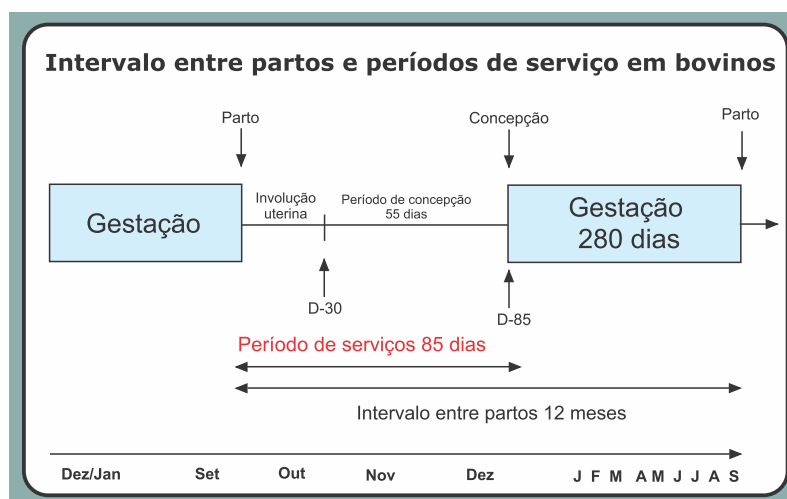 Intervalo entre partos e períodos de serviço em bovinos
Parto
Concepção
Parto
Gestação
Involução
uterina
Período de concepção
55 dias
Gestação
280 dias
D-30
D-85
Período de serviços 85 dias
Intervalo entre partos 12 meses
Dez/Jan Set Out Nov Dez J F M A M J J A S